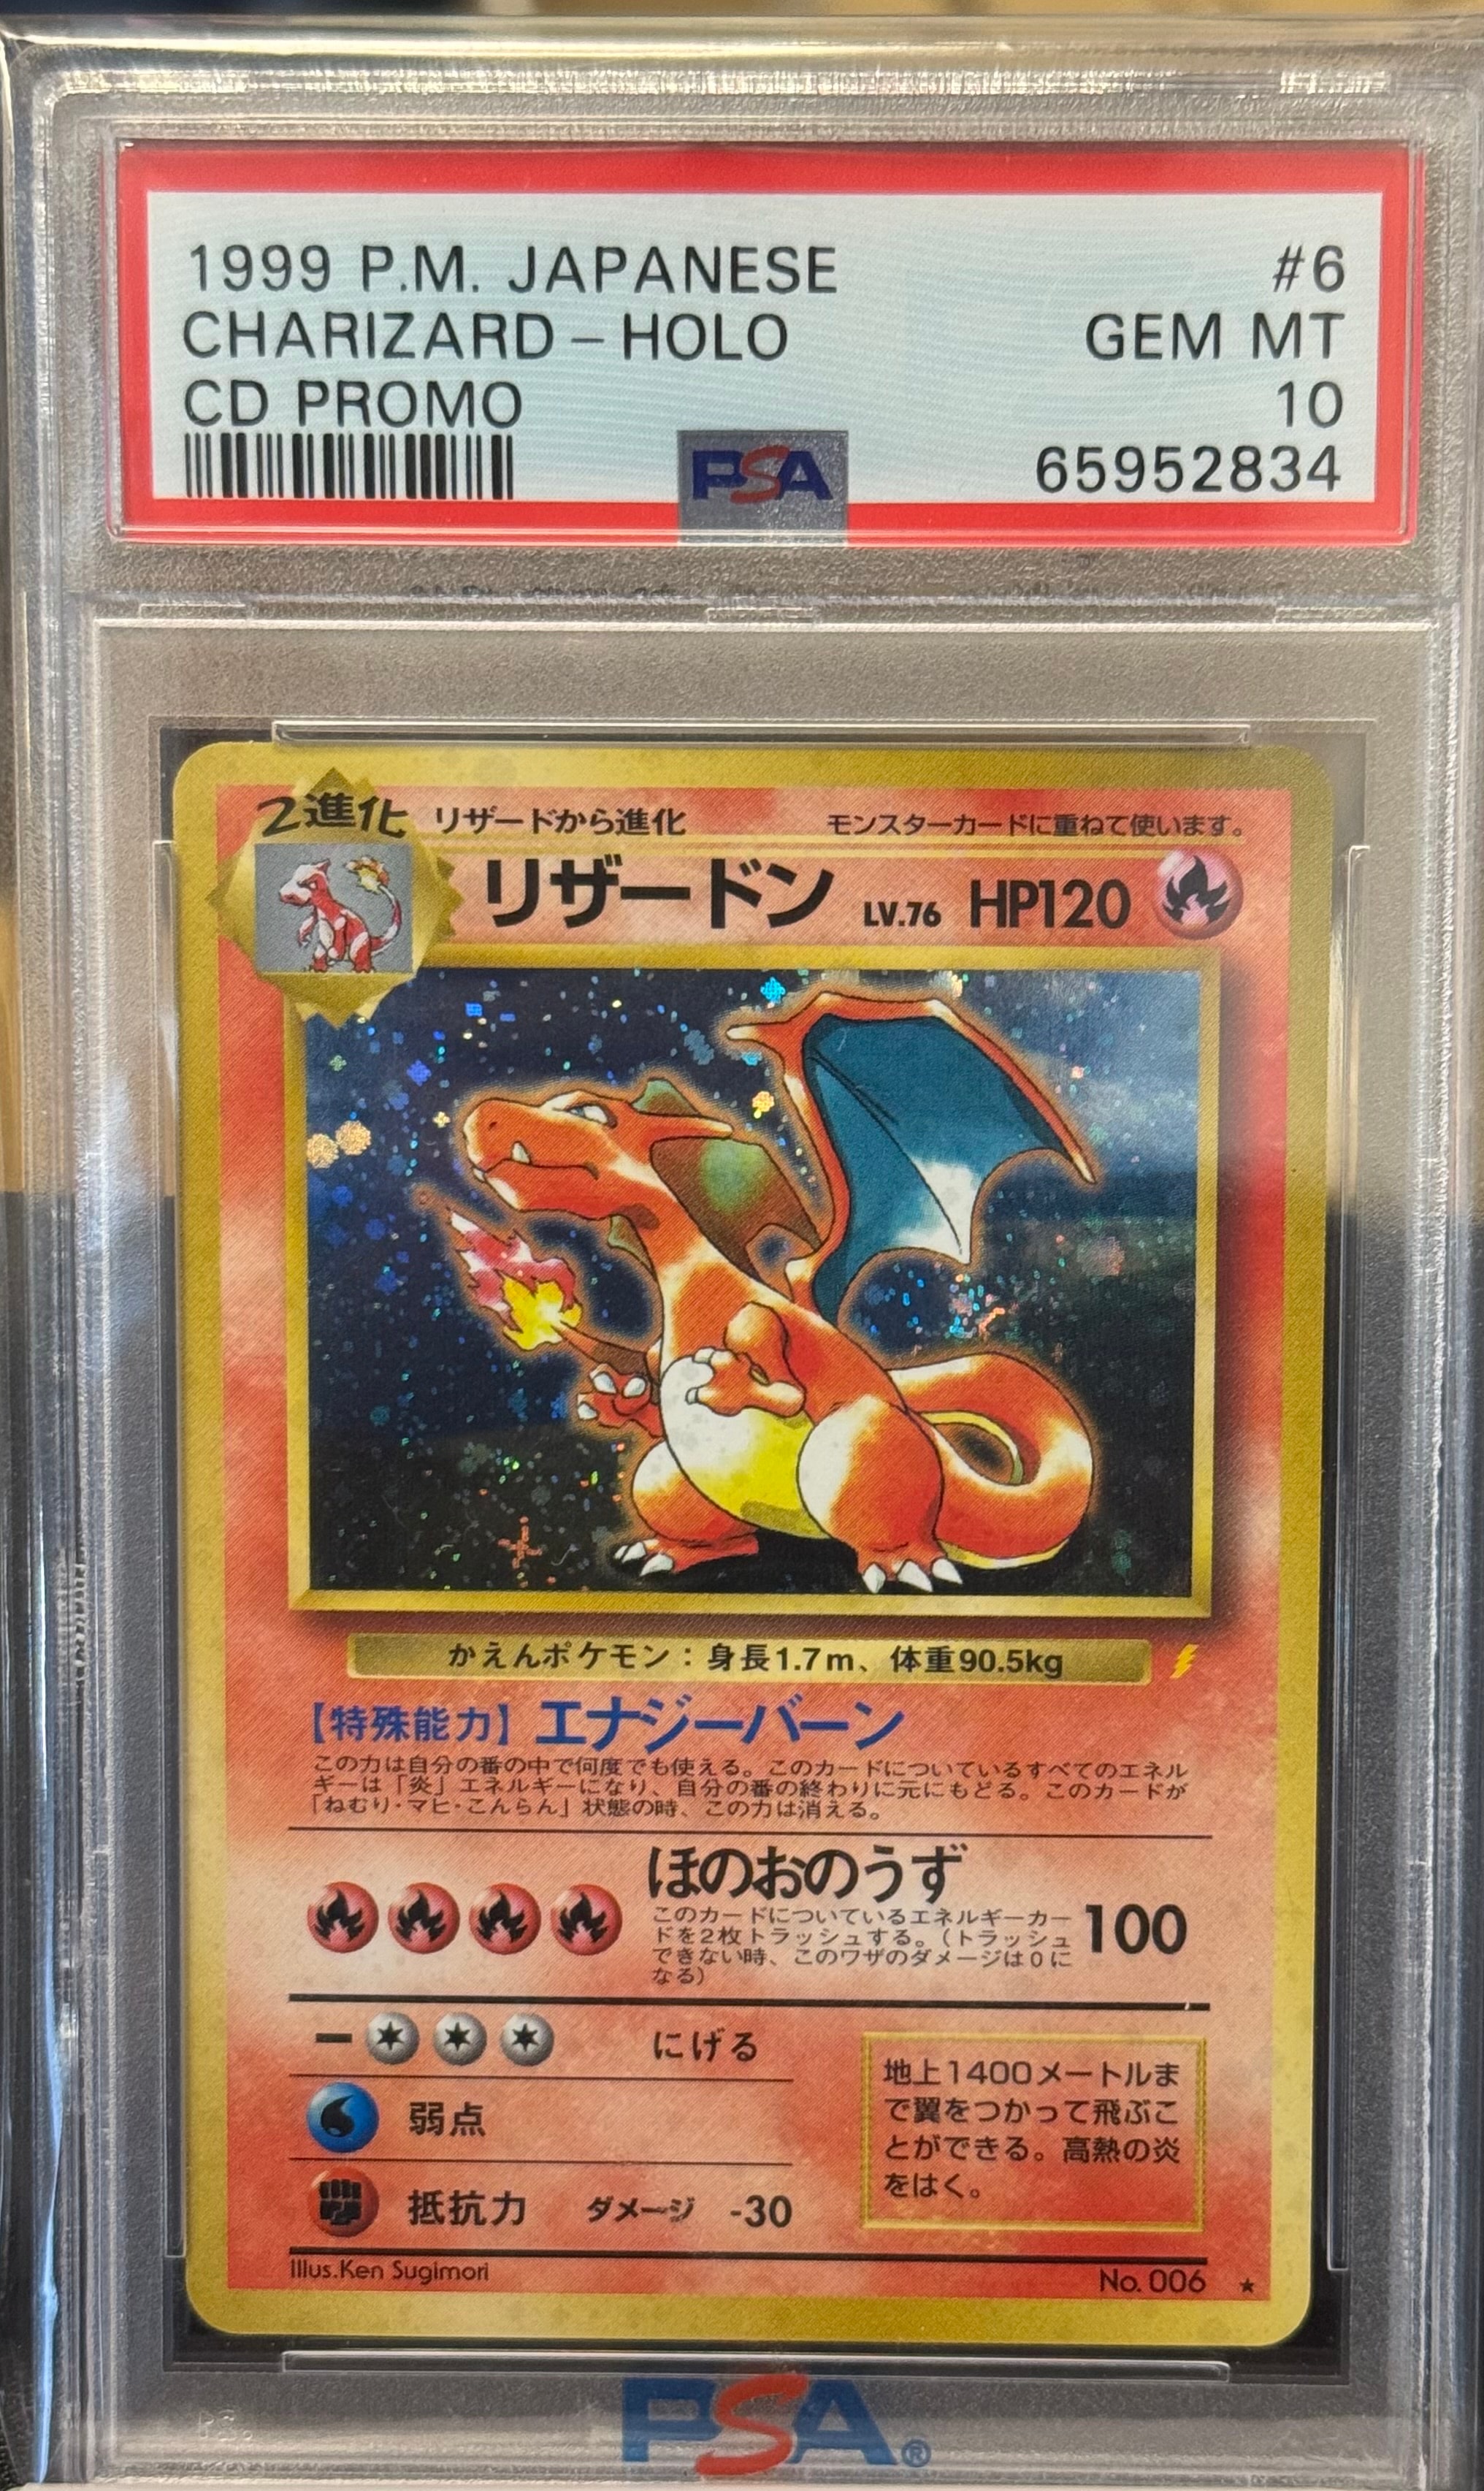 1999 P.M. JAPANESE #6
CHARIZARD - HOLO GEM MT
CD PROMO 10
PSA 65952834
2進化 リザードから進化 モンスターカードに重ねて使います。
リザードン LV.76 HP120
かえんポケモン：身長1.7m、体重90.5kg
【特殊能力】エナジーバーン
この力は自分の番の中で何度でも使える。このカードについているすべてのエネル
ギーは「炎」エネルギーになり、自分の番の終わりに元にもどる。このカードが
「ねむり・マヒ・こんらん」状態の時、この力は消える。
ほのおのうず
このカードについているエネルギーカー
ドを2枚トラッシュする。（トラッシュ
できない時、このワザのダメージは0に
なる）
100
にげる
弱点
抵抗力 ダメージ -30
地上1400メートルま
で翼をつかって飛ぶこ
とができる。高熱の炎
をはく。
Illus.Ken Sugimori
No. 006 ★
PSA®